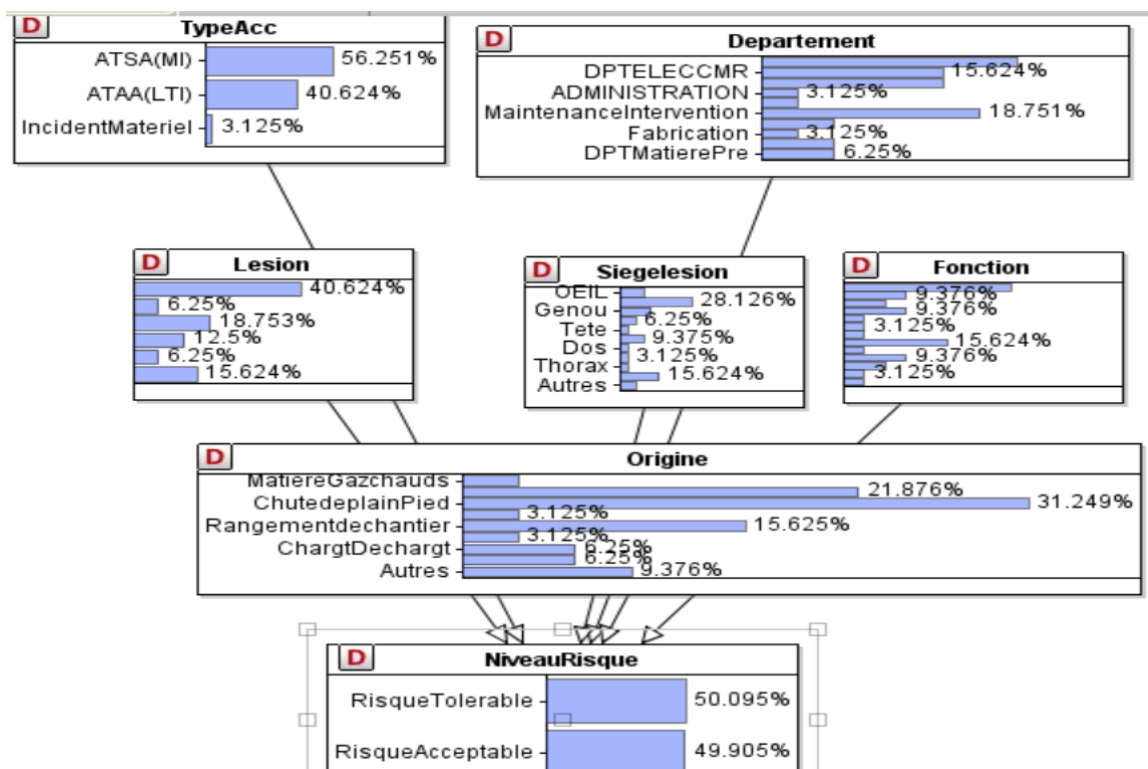 D TypeAcc
ATSA(MI) 56.251%
ATAA(LTI) 40.624%
IncidentMateriel 3.125%
D Departement
DPTELECCMR 15.624%
ADMINISTRATION 3.125%
MaintenanceIntervention 18.751%
Fabrication 3.125%
DPTMatierePre 6.25%
D Lesion
40.624%
6.25%
18.753%
12.5%
6.25%
15.624%
D Siegelesion
OEIL
28.126%
Genou
6.25%
Tete
9.375%
Dos
3.125%
Thorax
15.624%
Autres
D Fonction
9.376%
9.376%
3.125%
15.624%
9.376%
3.125%
D Origine
MatiereGazchauds
21.876%
ChutedeplainPied 31.249%
3.125%
Rangementdechantier 15.625%
3.125%
ChargtDechargt 6.25%
6.25%
Autres 9.376%
D NiveauRisque
RisqueTolerable 50.095%
RisqueAcceptable 49.905%